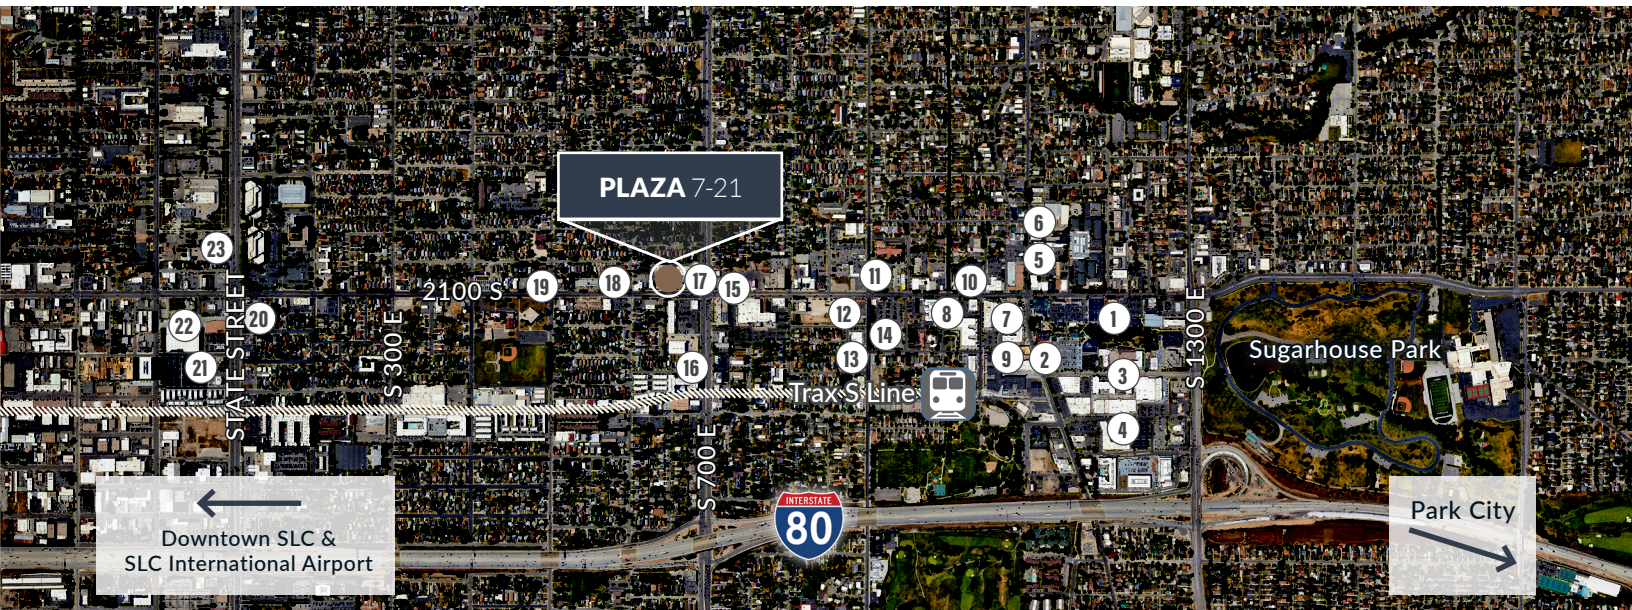 PLAZA 7-21
6
23
5
11
10
17
18
19
15
2100 S
12
8
7
1
20
22
14
STATE STREET
S 300 E
S 1300 E
Sugarhouse Park
13
9
2
21
16
3
Trax S Line
4
S 700 E
INTERSTATE
80
Park City
Downtown SLC &
SLC International Airport